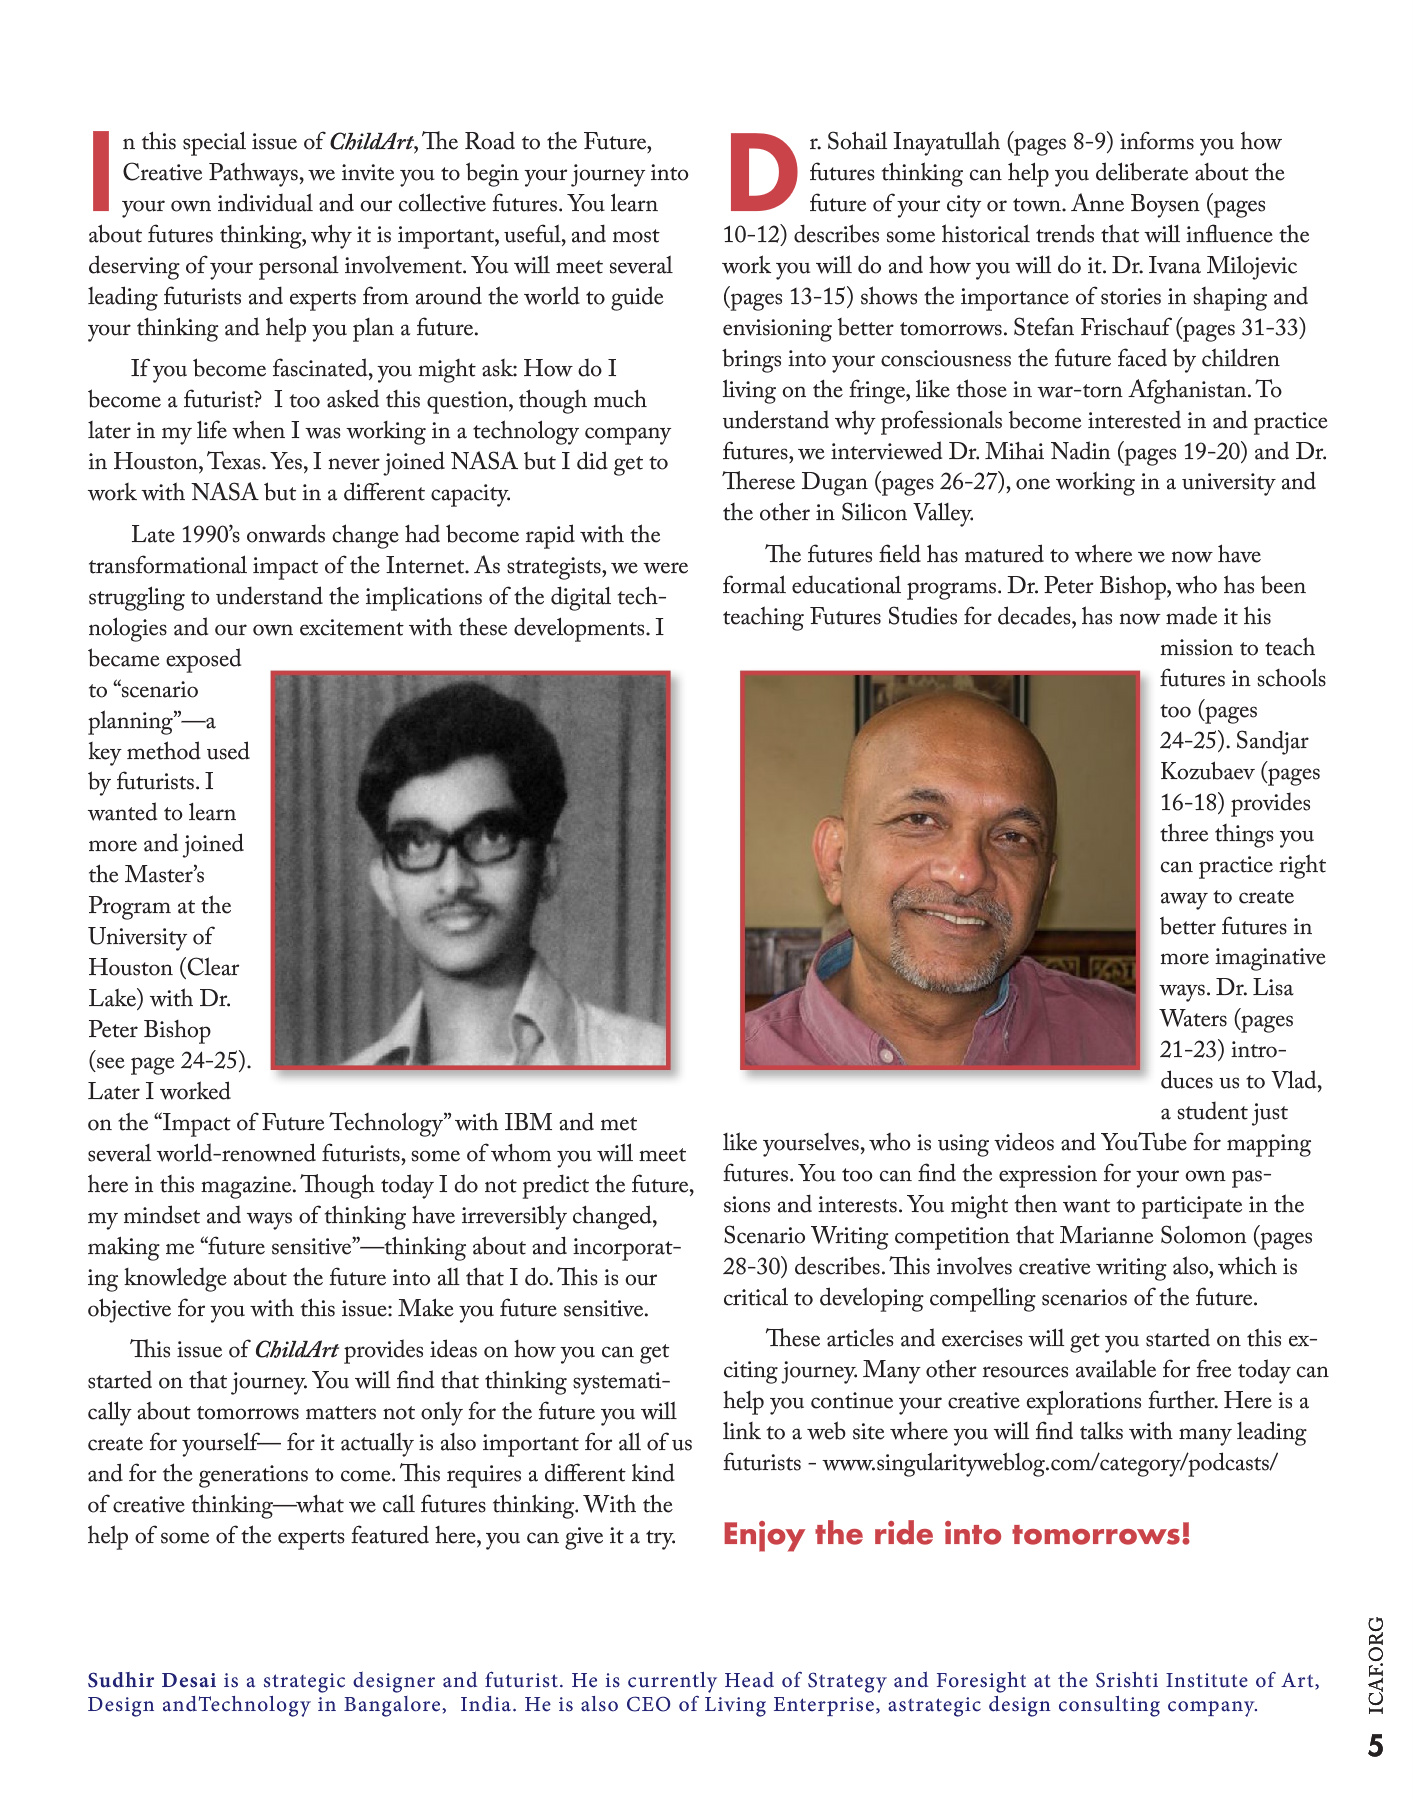 In this special issue of ChildArt, The Road to the Future,
Creative Pathways, we invite you to begin your journey into
your own individual and our collective futures. You learn
about futures thinking, why it is important, useful, and most
deserving of your personal involvement. You will meet several
leading futurists and experts from around the world to guide
your thinking and help you plan a future.
If you become fascinated, you might ask: How do I
become a futurist?  I too asked this question, though much
later in my life when I was working in a technology company
in Houston, Texas. Yes, I never joined NASA but I did get to
work with NASA but in a different capacity.
Late 1990's onwards change had become rapid with the
transformational impact of the Internet. As strategists, we were
struggling to understand the implications of the digital tech-
nologies and our own excitement with these developments. I
became exposed
to “scenario
planning”—a
key method used
by futurists. I
wanted to learn
more and joined
the Master’s
Program at the
University of
Houston (Clear
Lake) with Dr.
Peter Bishop
(see page 24-25).
Later I worked
on the “Impact of Future Technology” with IBM and met
several world-renowned futurists, some of whom you will meet
here in this magazine. Though today I do not predict the future,
my mindset and ways of thinking have irreversibly changed,
making me “future sensitive”—thinking about and incorporat-
ing knowledge about the future into all that I do. This is our
objective for you with this issue: Make you future sensitive.
This issue of ChildArt provides ideas on how you can get
started on that journey. You will find that thinking systemati-
cally about tomorrows matters not only for the future you will
create for yourself— for it actually is also important for all of us
and for the generations to come. This requires a different kind
of creative thinking—what we call futures thinking. With the
help of some of the experts featured here, you can give it a try.
Dr. Sohail Inayatullah (pages 8-9) informs you how
futures thinking can help you deliberate about the
future of your city or town. Anne Boysen (pages
10-12) describes some historical trends that will influence the
work you will do and how you will do it. Dr. Ivana Milojevic
(pages 13-15) shows the importance of stories in shaping and
envisioning better tomorrows. Stefan Frischauf (pages 31-33)
brings into your consciousness the future faced by children
living on the fringe, like those in war-torn Afghanistan. To
understand why professionals become interested in and practice
futures, we interviewed Dr. Mihai Nadin (pages 19-20) and Dr.
Therese Dugan (pages 26-27), one working in a university and
the other in Silicon Valley.
The futures field has matured to where we now have
formal educational programs. Dr. Peter Bishop, who has been
teaching Futures Studies for decades, has now made it his
mission to teach
futures in schools
too (pages
24-25). Sandjar
Kozubaev (pages
16-18) provides
three things you
can practice right
away to create
better futures in
more imaginative
ways. Dr. Lisa
Waters (pages
21-23) intro-
duces us to Vlad,
a student just
like yourselves, who is using videos and YouTube for mapping
futures. You too can find the expression for your own pas-
sions and interests. You might then want to participate in the
Scenario Writing competition that Marianne Solomon (pages
28-30) describes. This involves creative writing also, which is
critical to developing compelling scenarios of the future.
These articles and exercises will get you started on this ex-
citing journey. Many other resources available for free today can
help you continue your creative explorations further. Here is a
link to a web site where you will find talks with many leading
futurists - www.singularityweblog.com/category/podcasts/
Enjoy the ride into tomorrows!
Sudhir Desai is a strategic designer and futurist. He is currently Head of Strategy and Foresight at the Srishti Institute of Art,
Design andTechnology in Bangalore,  India. He is also CEO of Living Enterprise, astrategic design consulting company.
ICAF.ORG
5